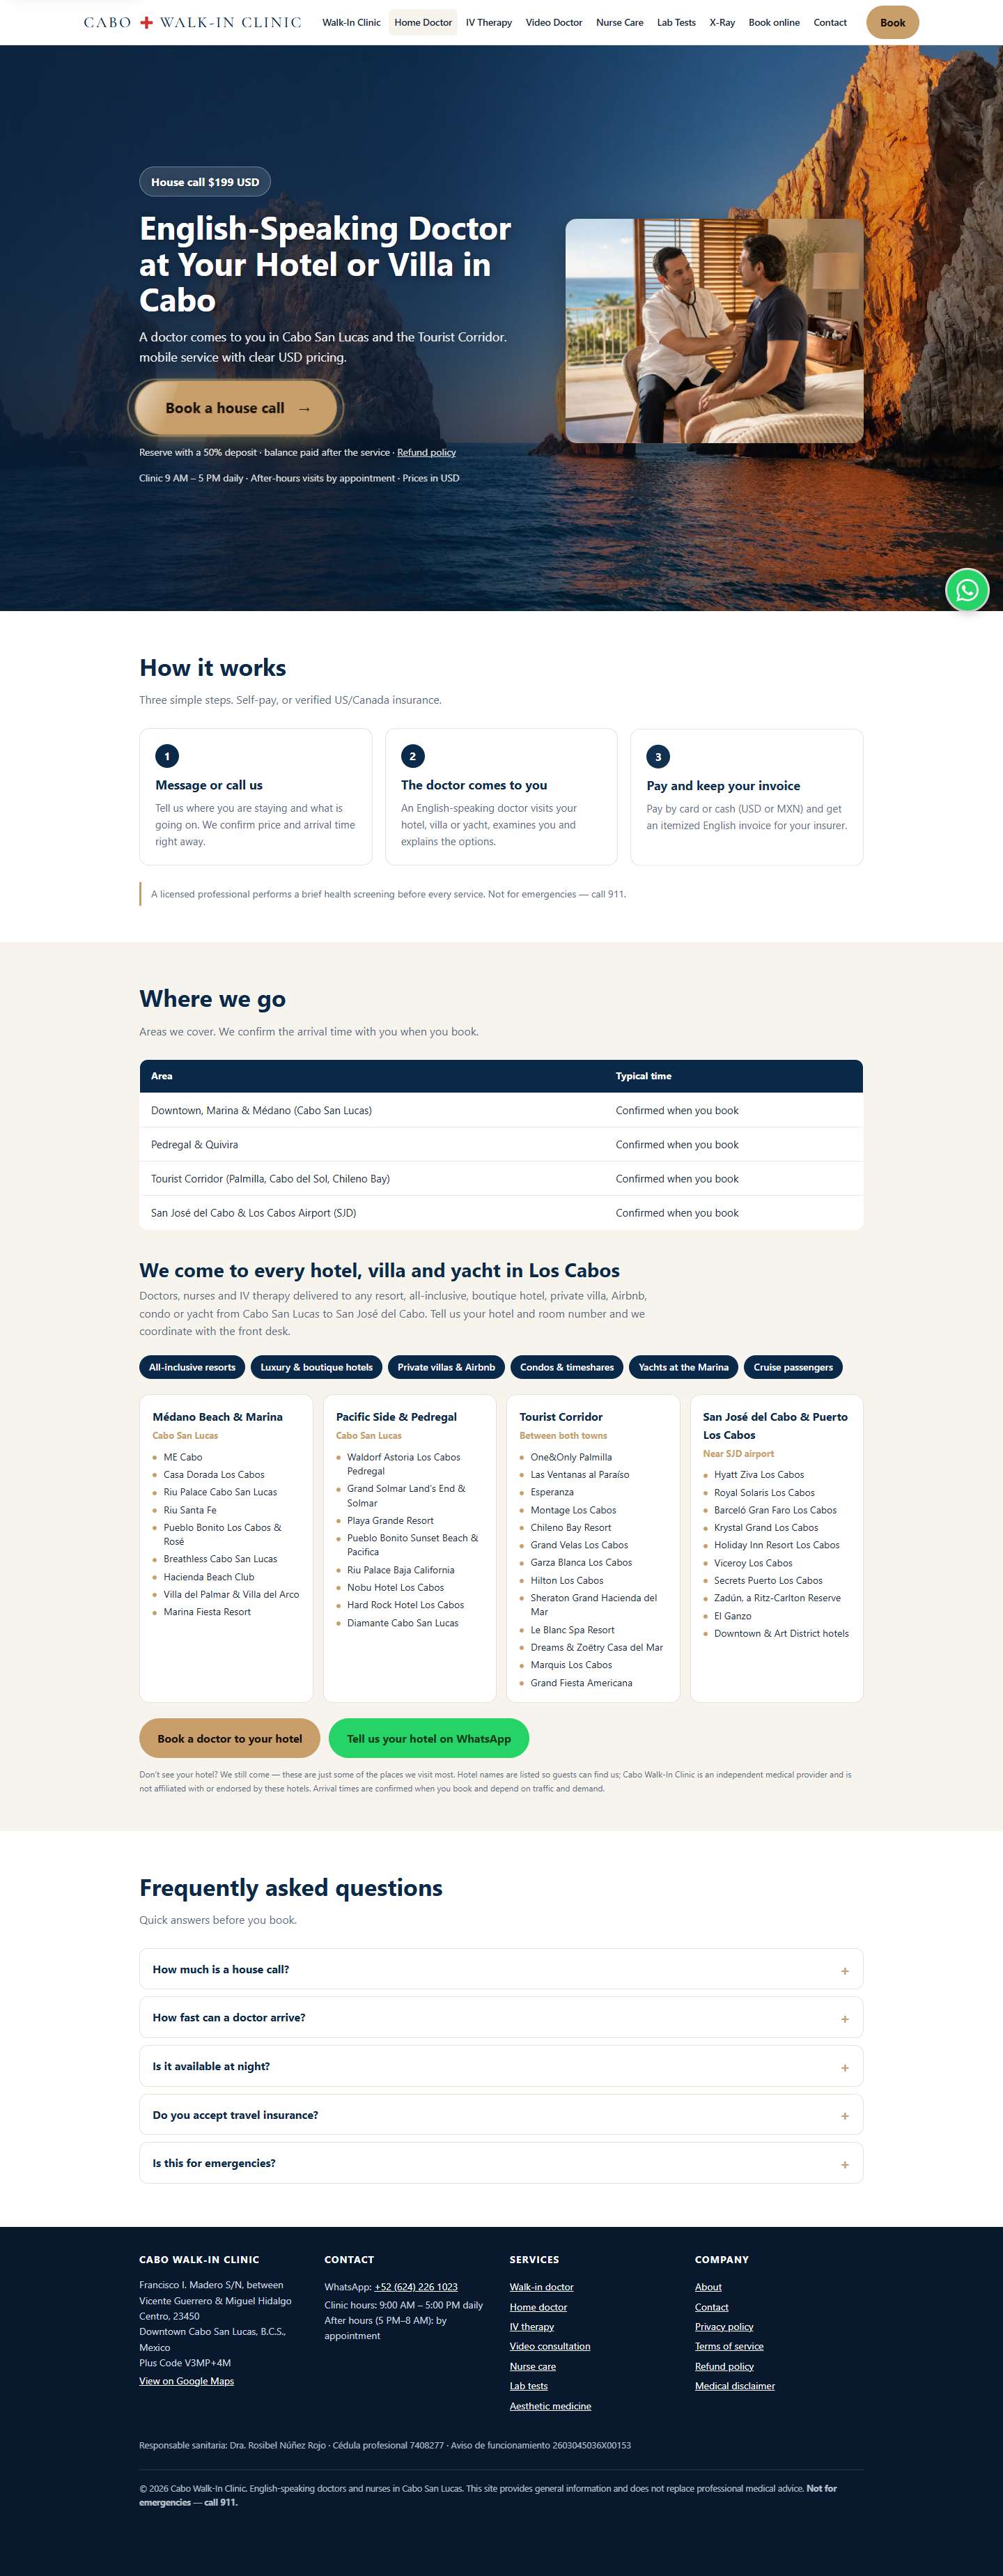 CABO WALK-IN CLINIC
Walk-In Clinic
Home Doctor
IV Therapy
Video Doctor
Nurse Care
Lab Tests
X-Ray
Book online
Contact
Book
House call $199 USD
English-Speaking Doctor
at Your Hotel or Villa in
Cabo
A doctor comes to you in Cabo San Lucas and the Tourist Corridor.
mobile service with clear USD pricing.
Book a house call →
Reserve with a 50% deposit · balance paid after the service · Refund policy
Clinic 9 AM – 5 PM daily · After-hours visits by appointment · Prices in USD
How it works
Three simple steps. Self-pay, or verified US/Canada insurance.
1
Message or call us
Tell us where you are staying and what is
going on. We confirm price and arrival time
right away.
2
The doctor comes to you
An English-speaking doctor visits your
hotel, villa or yacht, examines you and
explains the options.
3
Pay and keep your invoice
Pay by card or cash (USD or MXN) and get
an itemized English invoice for your insurer.
A licensed professional performs a brief health screening before every service. Not for emergencies — call 911.
Where we go
Areas we cover. We confirm the arrival time with you when you book.
Area Typical time
Downtown, Marina & Médano (Cabo San Lucas) Confirmed when you book
Pedregal & Quivira Confirmed when you book
Tourist Corridor (Palmilla, Cabo del Sol, Chileno Bay) Confirmed when you book
San José del Cabo & Los Cabos Airport (SJD) Confirmed when you book
We come to every hotel, villa and yacht in Los Cabos
Doctors, nurses and IV therapy delivered to any resort, all-inclusive, boutique hotel, private villa, Airbnb,
condo or yacht from Cabo San Lucas to San José del Cabo. Tell us your hotel and room number and we
coordinate with the front desk.
All-inclusive resorts
Luxury & boutique hotels
Private villas & Airbnb
Condos & timeshares
Yachts at the Marina
Cruise passengers
Médano Beach & Marina
Cabo San Lucas
ME Cabo
Casa Dorada Los Cabos
Riu Palace Cabo San Lucas
Riu Santa Fe
Pueblo Bonito Los Cabos &
Rosé
Breathless Cabo San Lucas
Hacienda Beach Club
Villa del Palmar & Villa del Arco
Marina Fiesta Resort
Pacific Side & Pedregal
Cabo San Lucas
Waldorf Astoria Los Cabos
Pedregal
Grand Solmar Land's End &
Solmar
Playa Grande Resort
Pueblo Bonito Sunset Beach &
Pacifica
Riu Palace Baja California
Nobu Hotel Los Cabos
Hard Rock Hotel Los Cabos
Diamante Cabo San Lucas
Tourist Corridor
Between both towns
One&Only Palmilla
Las Ventanas al Paraíso
Esperanza
Montage Los Cabos
Chileno Bay Resort
Grand Velas Los Cabos
Garza Blanca Los Cabos
Hilton Los Cabos
Sheraton Grand Hacienda del
Mar
Le Blanc Spa Resort
Dreams & Zoëtry Casa del Mar
Marquis Los Cabos
Grand Fiesta Americana
San José del Cabo & Puerto
Los Cabos
Near SJD airport
Hyatt Ziva Los Cabos
Royal Solaris Los Cabos
Barceló Gran Faro Los Cabos
Krystal Grand Los Cabos
Holiday Inn Resort Los Cabos
Viceroy Los Cabos
Secrets Puerto Los Cabos
Zadún, a Ritz-Carlton Reserve
El Ganzo
Downtown & Art District hotels
Book a doctor to your hotel
Tell us your hotel on WhatsApp
Don't see your hotel? We still come — these are just some of the places we visit most. Hotel names are listed so guests can find us; Cabo Walk-In Clinic is an independent medical provider and is
not affiliated with or endorsed by these hotels. Arrival times are confirmed when you book and depend on traffic and demand.
Frequently asked questions
Quick answers before you book.
How much is a house call? +
How fast can a doctor arrive? +
Is it available at night? +
Do you accept travel insurance? +
Is this for emergencies? +
CABO WALK-IN CLINIC
Francisco I. Madero S/N, between
Vicente Guerrero & Miguel Hidalgo
Centro, 23450
Downtown Cabo San Lucas, B.C.S.,
Mexico
Plus Code V3MP+4M
View on Google Maps
CONTACT
WhatsApp: +52 (624) 226 1023
Clinic hours: 9:00 AM – 5:00 PM daily
After hours (5 PM–8 AM): by
appointment
SERVICES
Walk-in doctor
Home doctor
IV therapy
Video consultation
Nurse care
Lab tests
Aesthetic medicine
COMPANY
About
Contact
Privacy policy
Terms of service
Refund policy
Medical disclaimer
Responsable sanitaria: Dra. Rosibel Núñez Rojo · Cédula profesional 7408277 · Aviso de funcionamiento 2603045036X00153
© 2026 Cabo Walk-In Clinic. English-speaking doctors and nurses in Cabo San Lucas. This site provides general information and does not replace professional medical advice. Not for
emergencies — call 911.